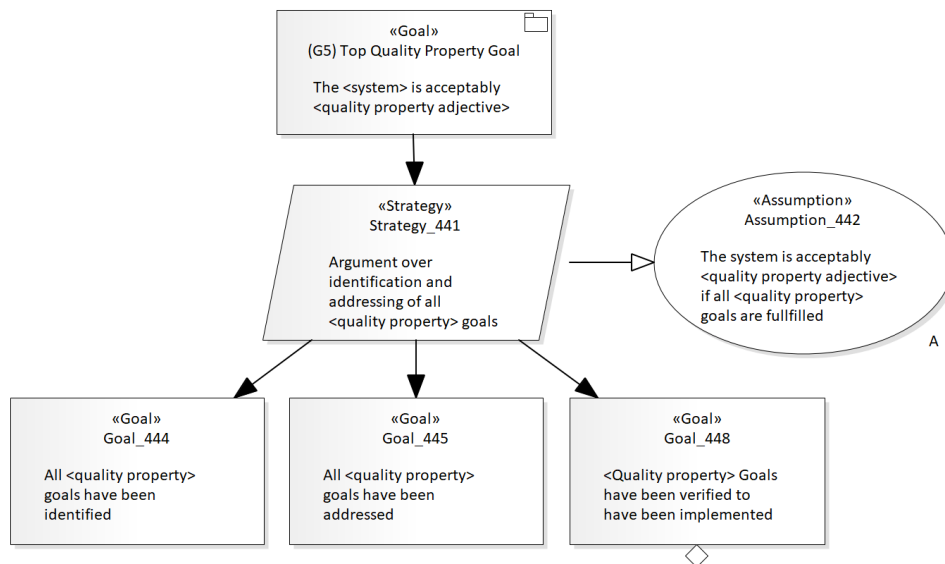 «Goal»
(G5) Top Quality Property Goal
The <system> is acceptably
<quality property adjective>
«Strategy»
Strategy_441
Argument over
identification and
addressing of all
<quality property> goals
«Assumption»
Assumption_442
The system is acceptably
<quality property adjective>
if all <quality property>
goals are fullfilled
A
«Goal»
Goal_444
All <quality property>
goals have been
identified
«Goal»
Goal_445
All <quality property>
goals have been
addressed
«Goal»
Goal_448
<Quality property> Goals
have been verified to
have been implemented